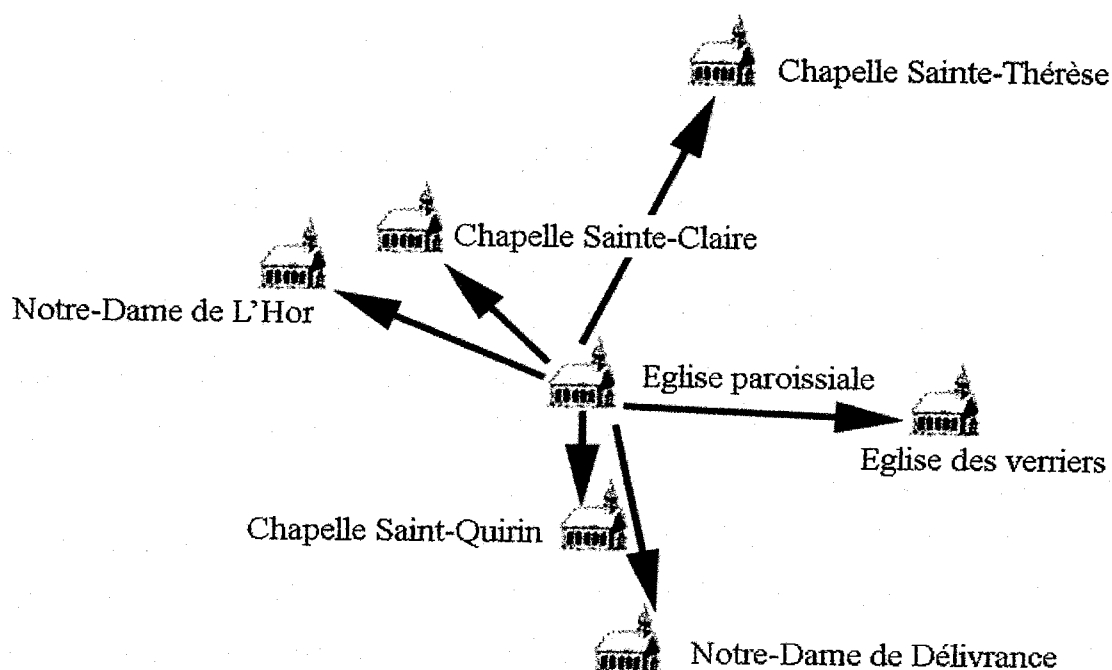 Chapelle Sainte-Thérèse
Chapelle Sainte-Claire
Notre-Dame de L'Hor
Eglise paroissiale
Eglise des verriers
Chapelle Saint-Quirin
Notre-Dame de Délivrance